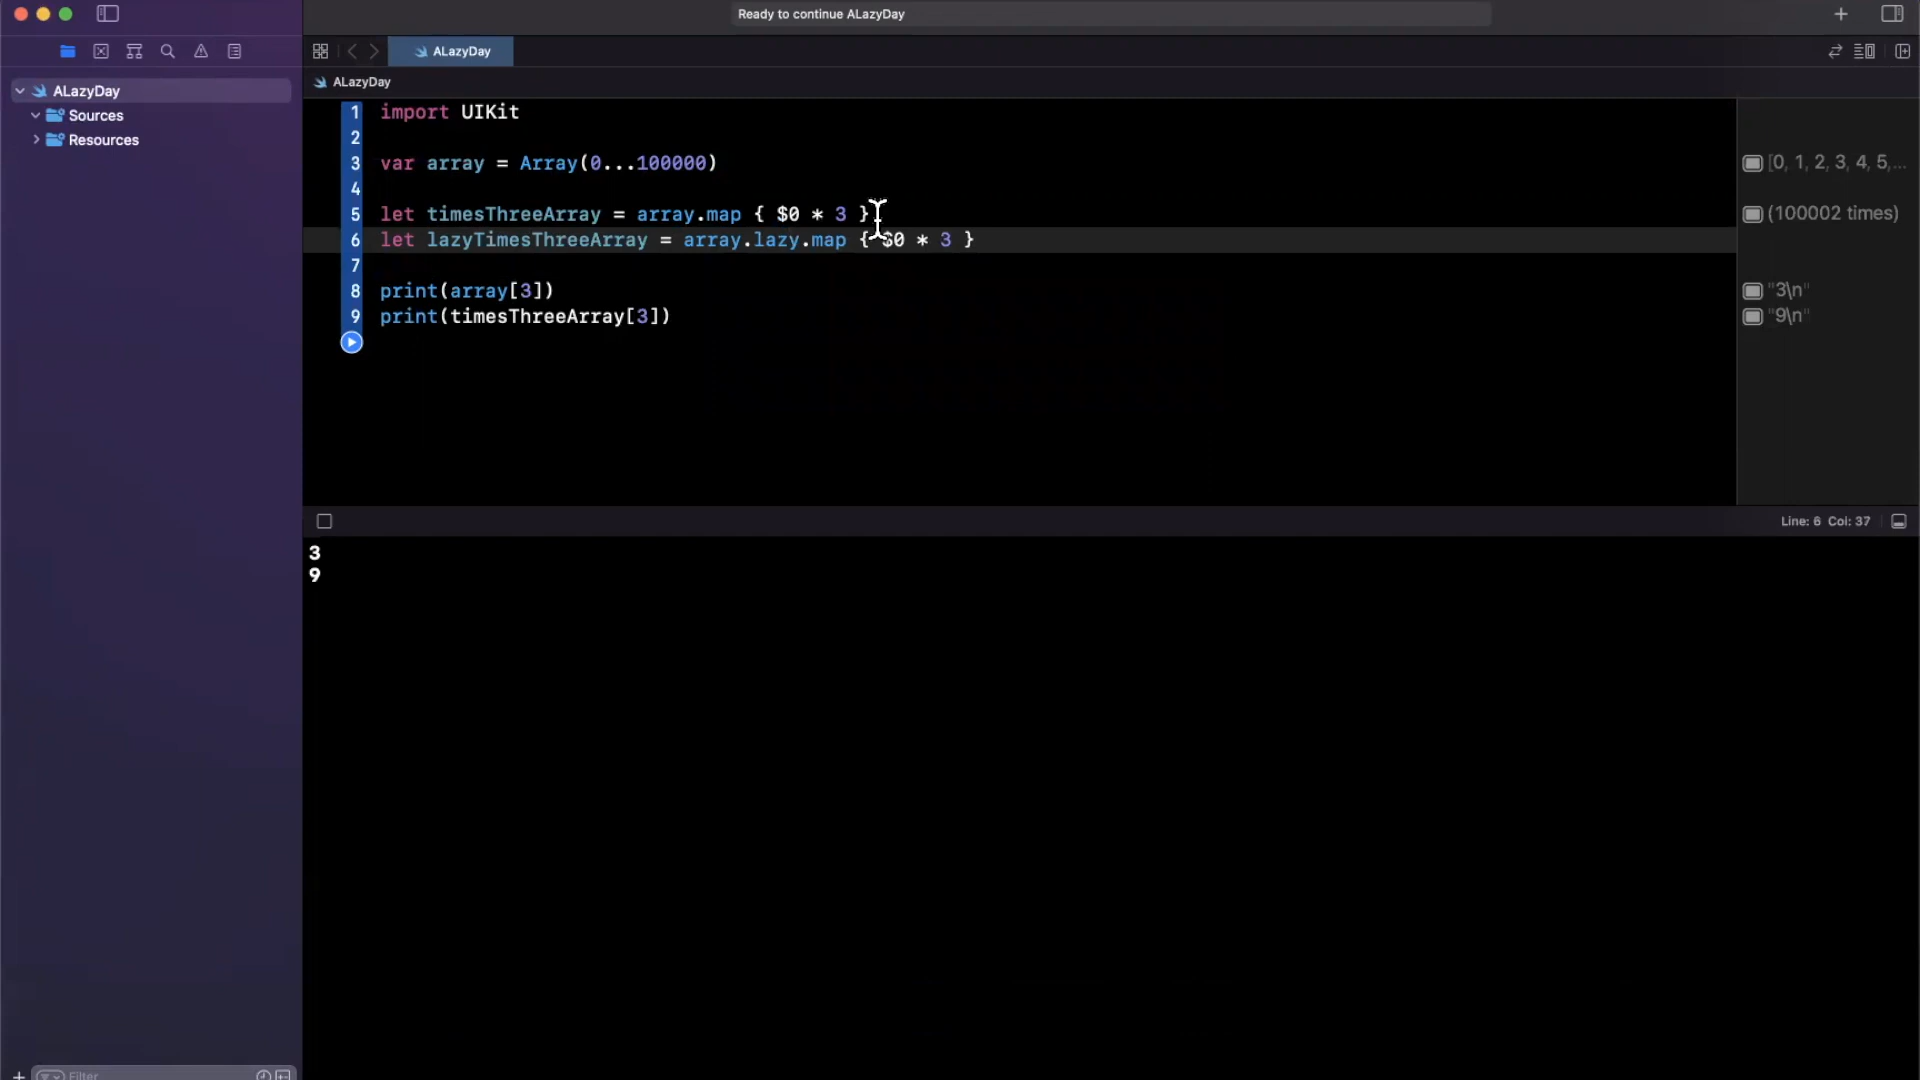 Ready to continue ALazyDay
ALazyDay
ALazyDay
Sources
Resources
ALazyDay
1 import UIKit
2
3 var array = Array(0...100000)
4
5 let timesThreeArray = array.map { $0 * 3 }
6 let lazyTimesThreeArray = array.lazy.map { $0 * 3 }
7
8 print(array[3])
9 print(timesThreeArray[3])
[0, 1, 2, 3, 4, 5,...
(100002 times)
"3\n"
"9\n"
Line: 6 Col: 37
3
9
Filter